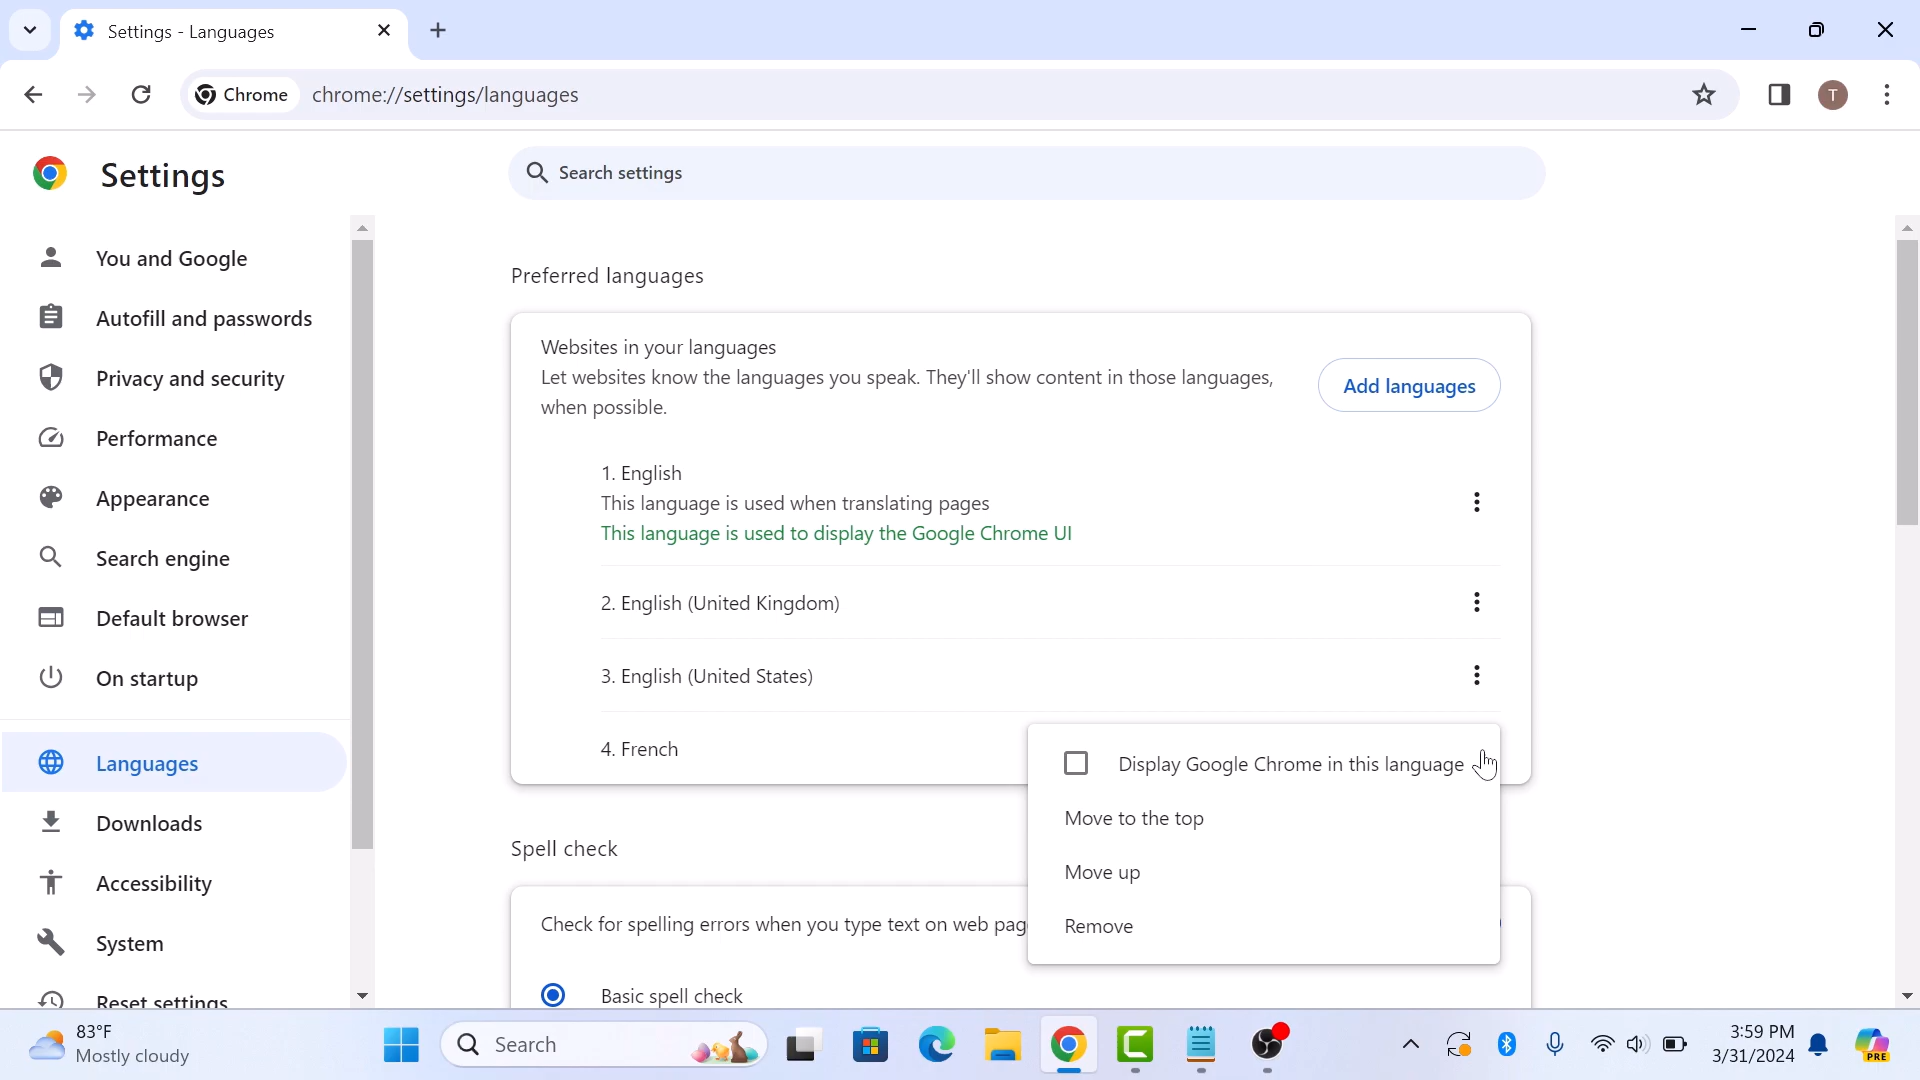 Settings - Languages
Chrome
chrome://settings/languages
T
Settings
Search settings
You and Google
Autofill and passwords
Privacy and security
Performance
Appearance
Search engine
Default browser
On startup
Languages
Downloads
Accessibility
System
Reset settings
Preferred languages
Websites in your languages
Let websites know the languages you speak. They'll show content in those languages,
when possible.
Add languages
1. English
This language is used when translating pages
This language is used to display the Google Chrome UI
2. English (United Kingdom)
3. English (United States)
4. French
Display Google Chrome in this language
Move to the top
Move up
Remove
Spell check
Check for spelling errors when you type text on web pag
Basic spell check
83°F
Mostly cloudy
Search
3:59 PM
3/31/2024
PRE